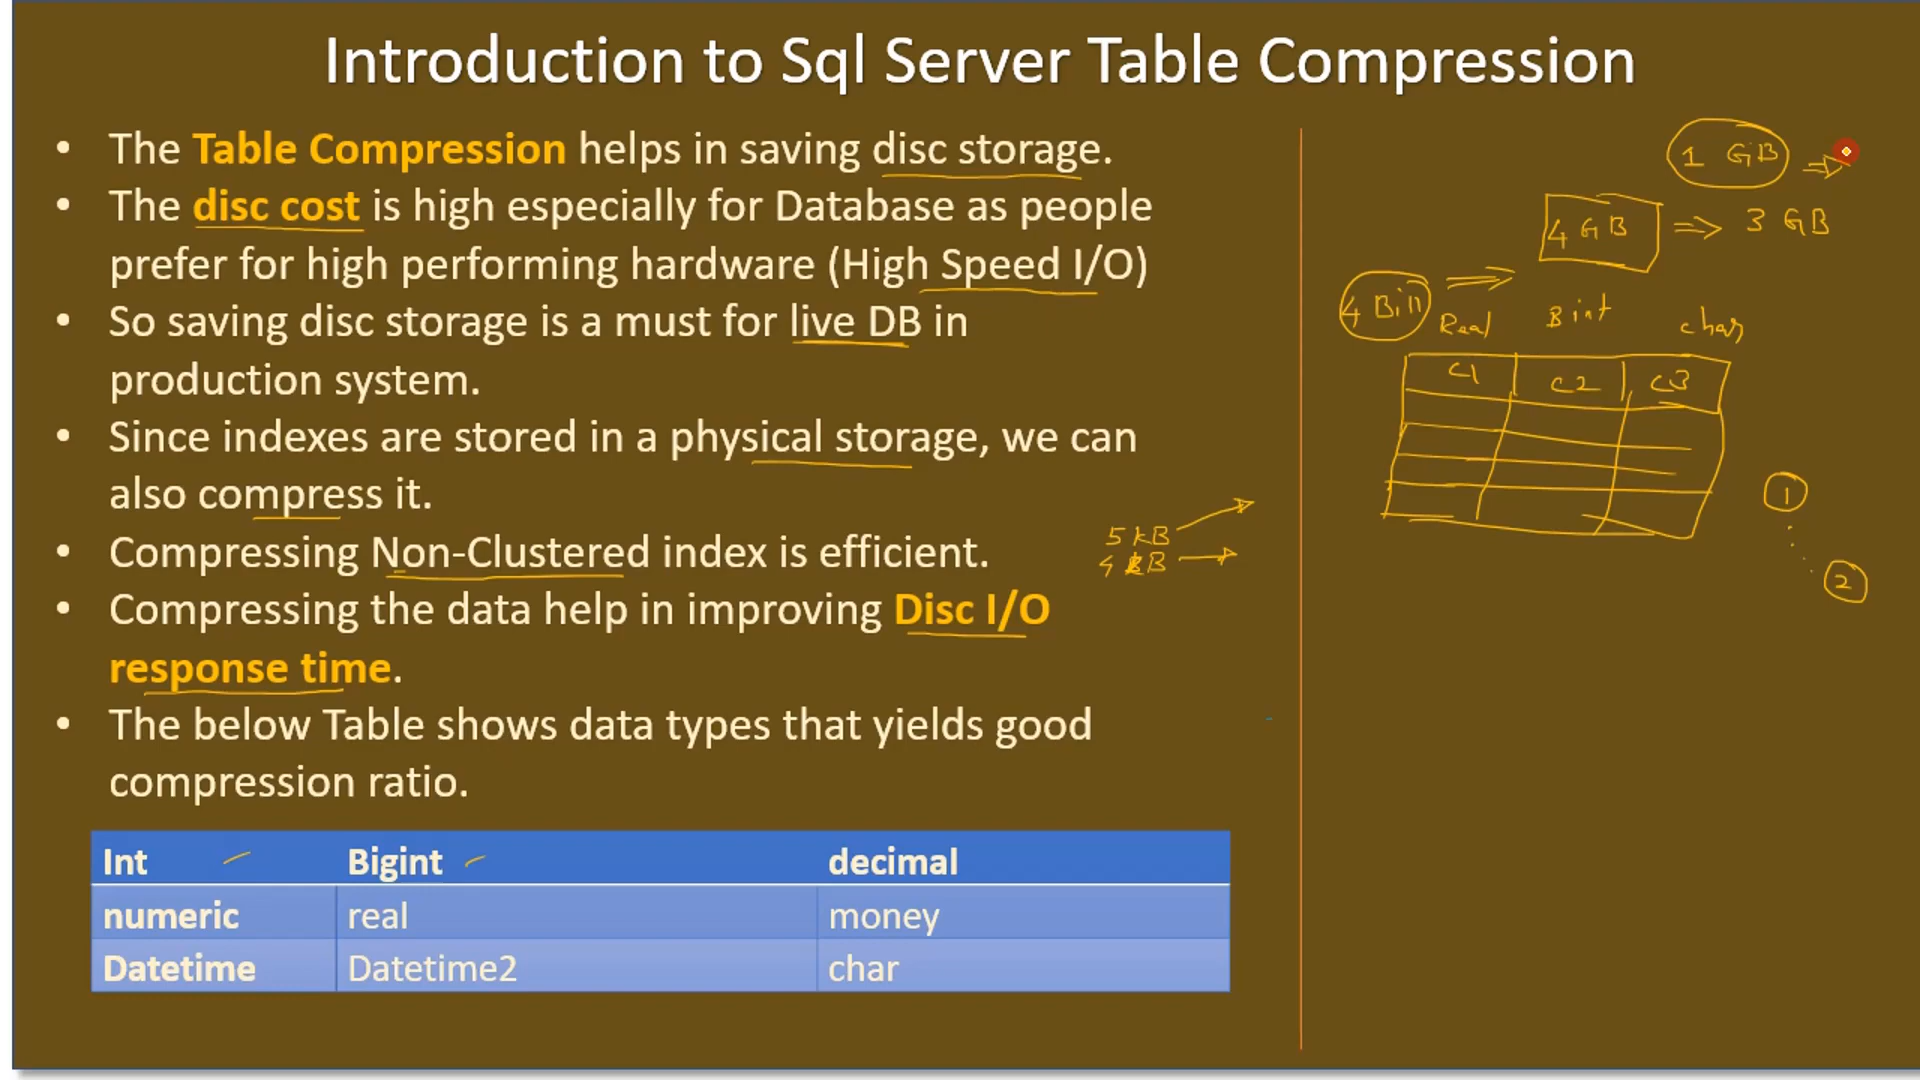 Introduction to Sql Server Table Compression
• The Table Compression helps in saving disc storage.
• The disc cost is high especially for Database as people
prefer for high performing hardware (High Speed I/O)
• So saving disc storage is a must for live DB in
production system.
• Since indexes are stored in a physical storage, we can
also compress it.
• Compressing Non-Clustered index is efficient.
• Compressing the data help in improving Disc I/O
response time.
• The below Table shows data types that yields good
compression ratio.
Int Bigint decimal
numeric real money
Datetime Datetime2 char
1 GB ⇒
4 GB ⇒ 3 GB
4 Bill ⇒
Real Bint char
C1 C2 C3
5 kB
4 kB
1
2